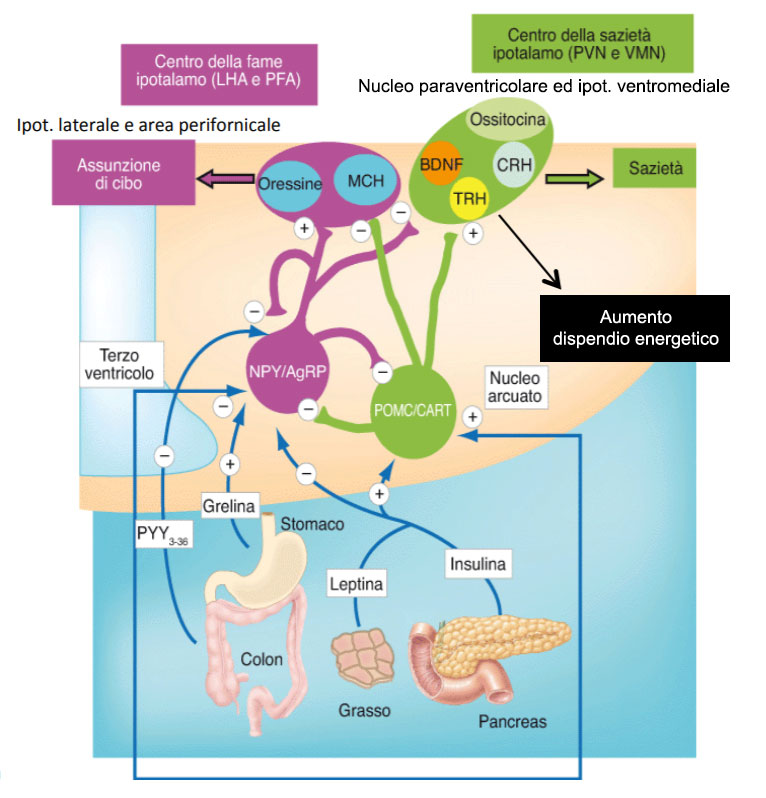 Centro della sazietà
ipotalamo (PVN e VMN)
Centro della fame
ipotalamo (LHA e PFA)
Nucleo paraventricolare ed ipot. ventromediale
Ipot. laterale e area perifornicale
Ossitocina
Assunzione
di cibo
Oressine
MCH
BDNF
CRH
TRH
Sazietà
+
−
−
+
−
Aumento
dispendio energetico
Terzo
ventricolo
NPY/AgRP
−
Nucleo
arcuato
−
−
POMC/CART
+
−
+
−
+
Grelina
Stomaco
PYY3-36
Insulina
Leptina
Colon
Grasso
Pancreas